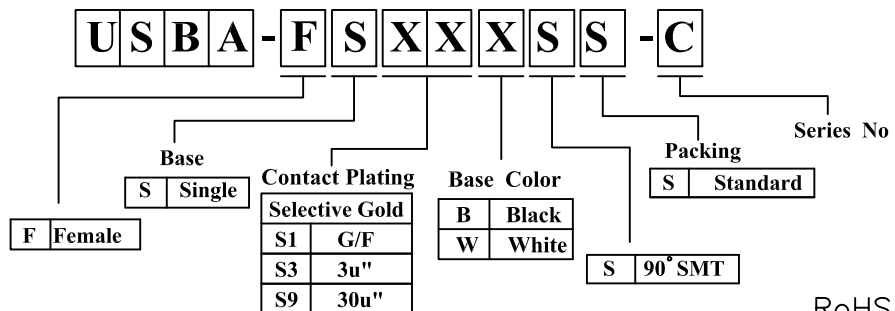 USBA-FSXXXSS-C
Series No
Base
Packing
S Single
Contact Plating
Base Color
S Standard
Selective Gold
B Black
F Female
S1 G/F
W White
S3 3u"
S 90° SMT
S9 30u"
RoHS